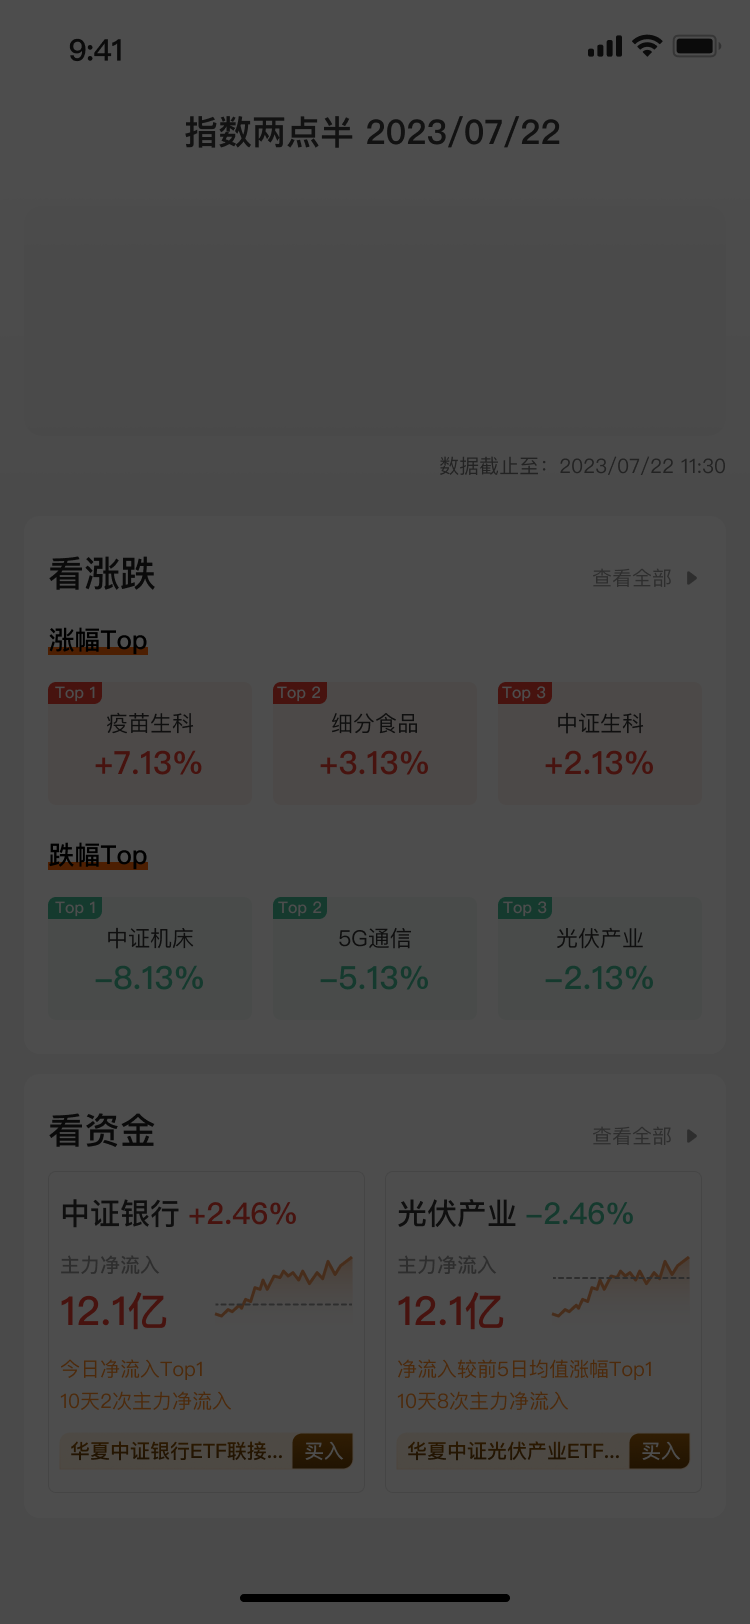 9:41
指数两点半 2023/07/22
数据截止至：2023/07/22 11:30
看涨跌
查看全部
涨幅Top
Top 1
Top 2
Top 3
疫苗生科
细分食品
中证生科
+7.13%
+3.13%
+2.13%
跌幅Top
Top 1
Top 2
Top 3
中证机床
5G通信
光伏产业
-8.13%
-5.13%
-2.13%
看资金
查看全部
中证银行 +2.46%
主力净流入
12.1亿
今日净流入Top1
10天2次主力净流入
华夏中证银行ETF联接... 买入
光伏产业 -2.46%
主力净流入
12.1亿
净流入较前5日均值涨幅Top1
10天8次主力净流入
华夏中证光伏产业ETF... 买入